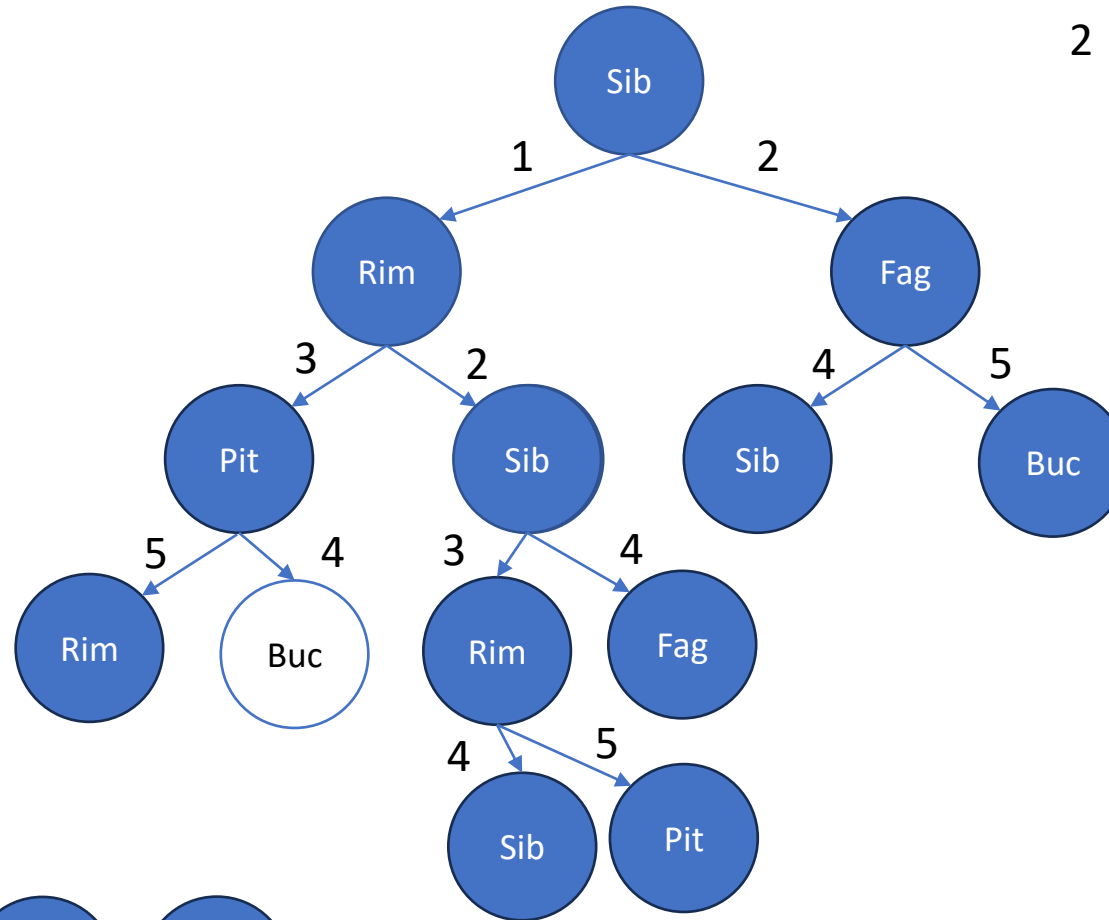 2
Sib
1 2
Rim Fag
3 2 4 5
Pit Sib Sib Buc
5 4 3 4
Rim Buc Rim Fag
4 5
Sib Pit